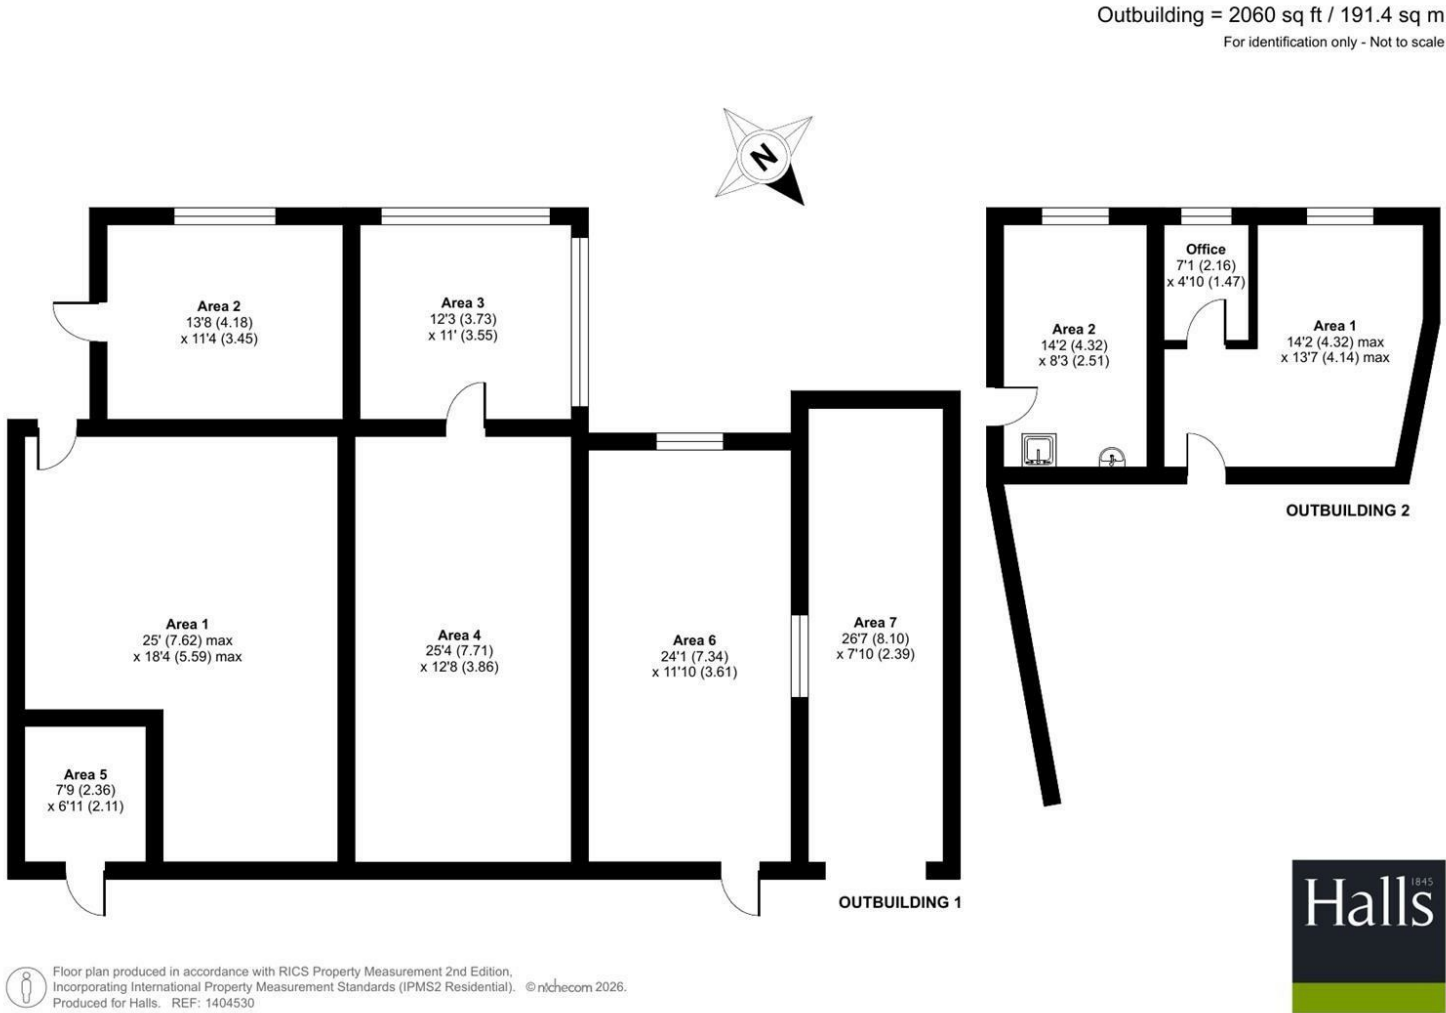 Outbuilding = 2060 sq ft / 191.4 sq m
For identification only - Not to scale
N
Area 2
13'8 (4.18)
x 11'4 (3.45)
Area 3
12'3 (3.73)
x 11' (3.55)
Area 1
25' (7.62) max
x 18'4 (5.59) max
Area 4
25'4 (7.71)
x 12'8 (3.86)
Area 5
7'9 (2.36)
x 6'11 (2.11)
Area 6
24'1 (7.34)
x 11'10 (3.61)
Area 7
26'7 (8.10)
x 7'10 (2.39)
OUTBUILDING 1
Area 2
14'2 (4.32)
x 8'3 (2.51)
Office
7'1 (2.16)
x 4'10 (1.47)
Area 1
14'2 (4.32) max
x 13'7 (4.14) max
OUTBUILDING 2
Halls 1845
Floor plan produced in accordance with RICS Property Measurement 2nd Edition,
Incorporating International Property Measurement Standards (IPMS2 Residential). © nichecom 2026.
Produced for Halls. REF: 1404530